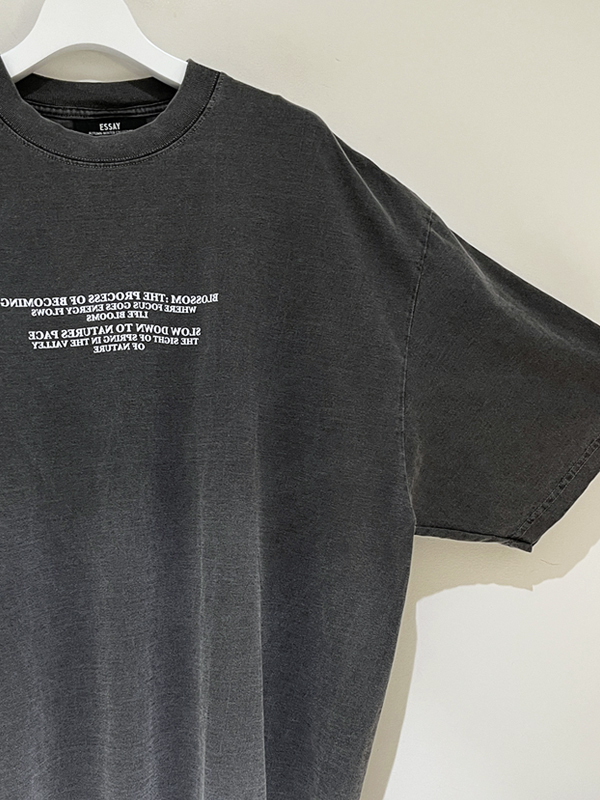 ESSAY
BLOSSOM : THE PROCESS OF BECOMING
WHERE FOCUS GOES ENERGY FLOWS
LIFE BLOOMS
SLOW DOWN TO NATURES PACE
THE SIGHT OF SPRING IN THE VALLEY
OF NATURE